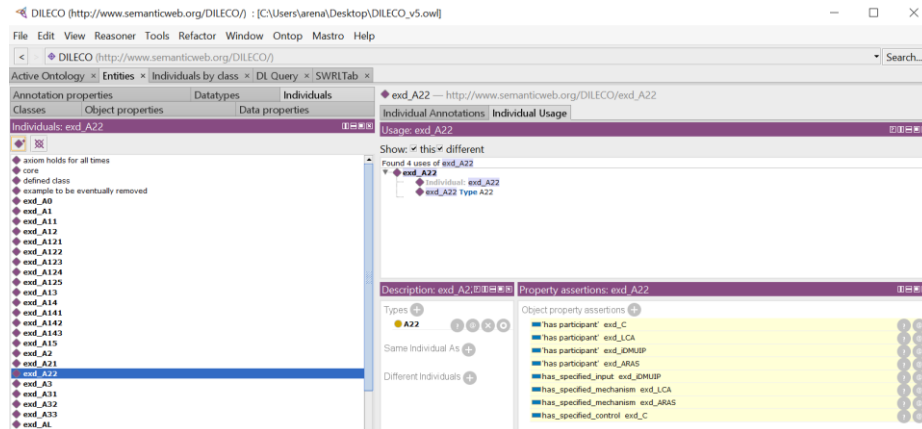 DILECO (http://www.semanticweb.org/DILECO/) : [C:\Users\arena\Desktop\DILECO_v5.owl]
File Edit View Reasoner Tools Refactor Window Ontop Mastro Help
< > DILECO (http://www.semanticweb.org/DILECO/) Search...
Active Ontology × Entities × Individuals by class × DL Query × SWRLTab ×
Annotation properties Datatypes Individuals
Classes Object properties Data properties
Individuals: exd_A22
axiom holds for all times
core
defined class
example to be eventually removed
exd_A0
exd_A1
exd_A11
exd_A12
exd_A121
exd_A122
exd_A123
exd_A124
exd_A125
exd_A13
exd_A14
exd_A141
exd_A142
exd_A143
exd_A15
exd_A2
exd_A21
exd_A22
exd_A3
exd_A31
exd_A32
exd_A33
exd_AL
exd_A22 — http://www.semanticweb.org/DILECO/exd_A22
Individual Annotations Individual Usage
Usage: exd_A22
Show: this different
Found 4 uses of exd_A22
exd_A22
Individual: exd_A22
exd_A22 Type A22
Description: exd_A2
Types
A22
Same Individual As
Different Individuals
Property assertions: exd_A22
Object property assertions
'has participant' exd_C
'has participant' exd_LCA
'has participant' exd_iDMUIP
'has participant' exd_ARAS
has_specified_input exd_iDMUIP
has_specified_mechanism exd_LCA
has_specified_mechanism exd_ARAS
has_specified_control exd_C